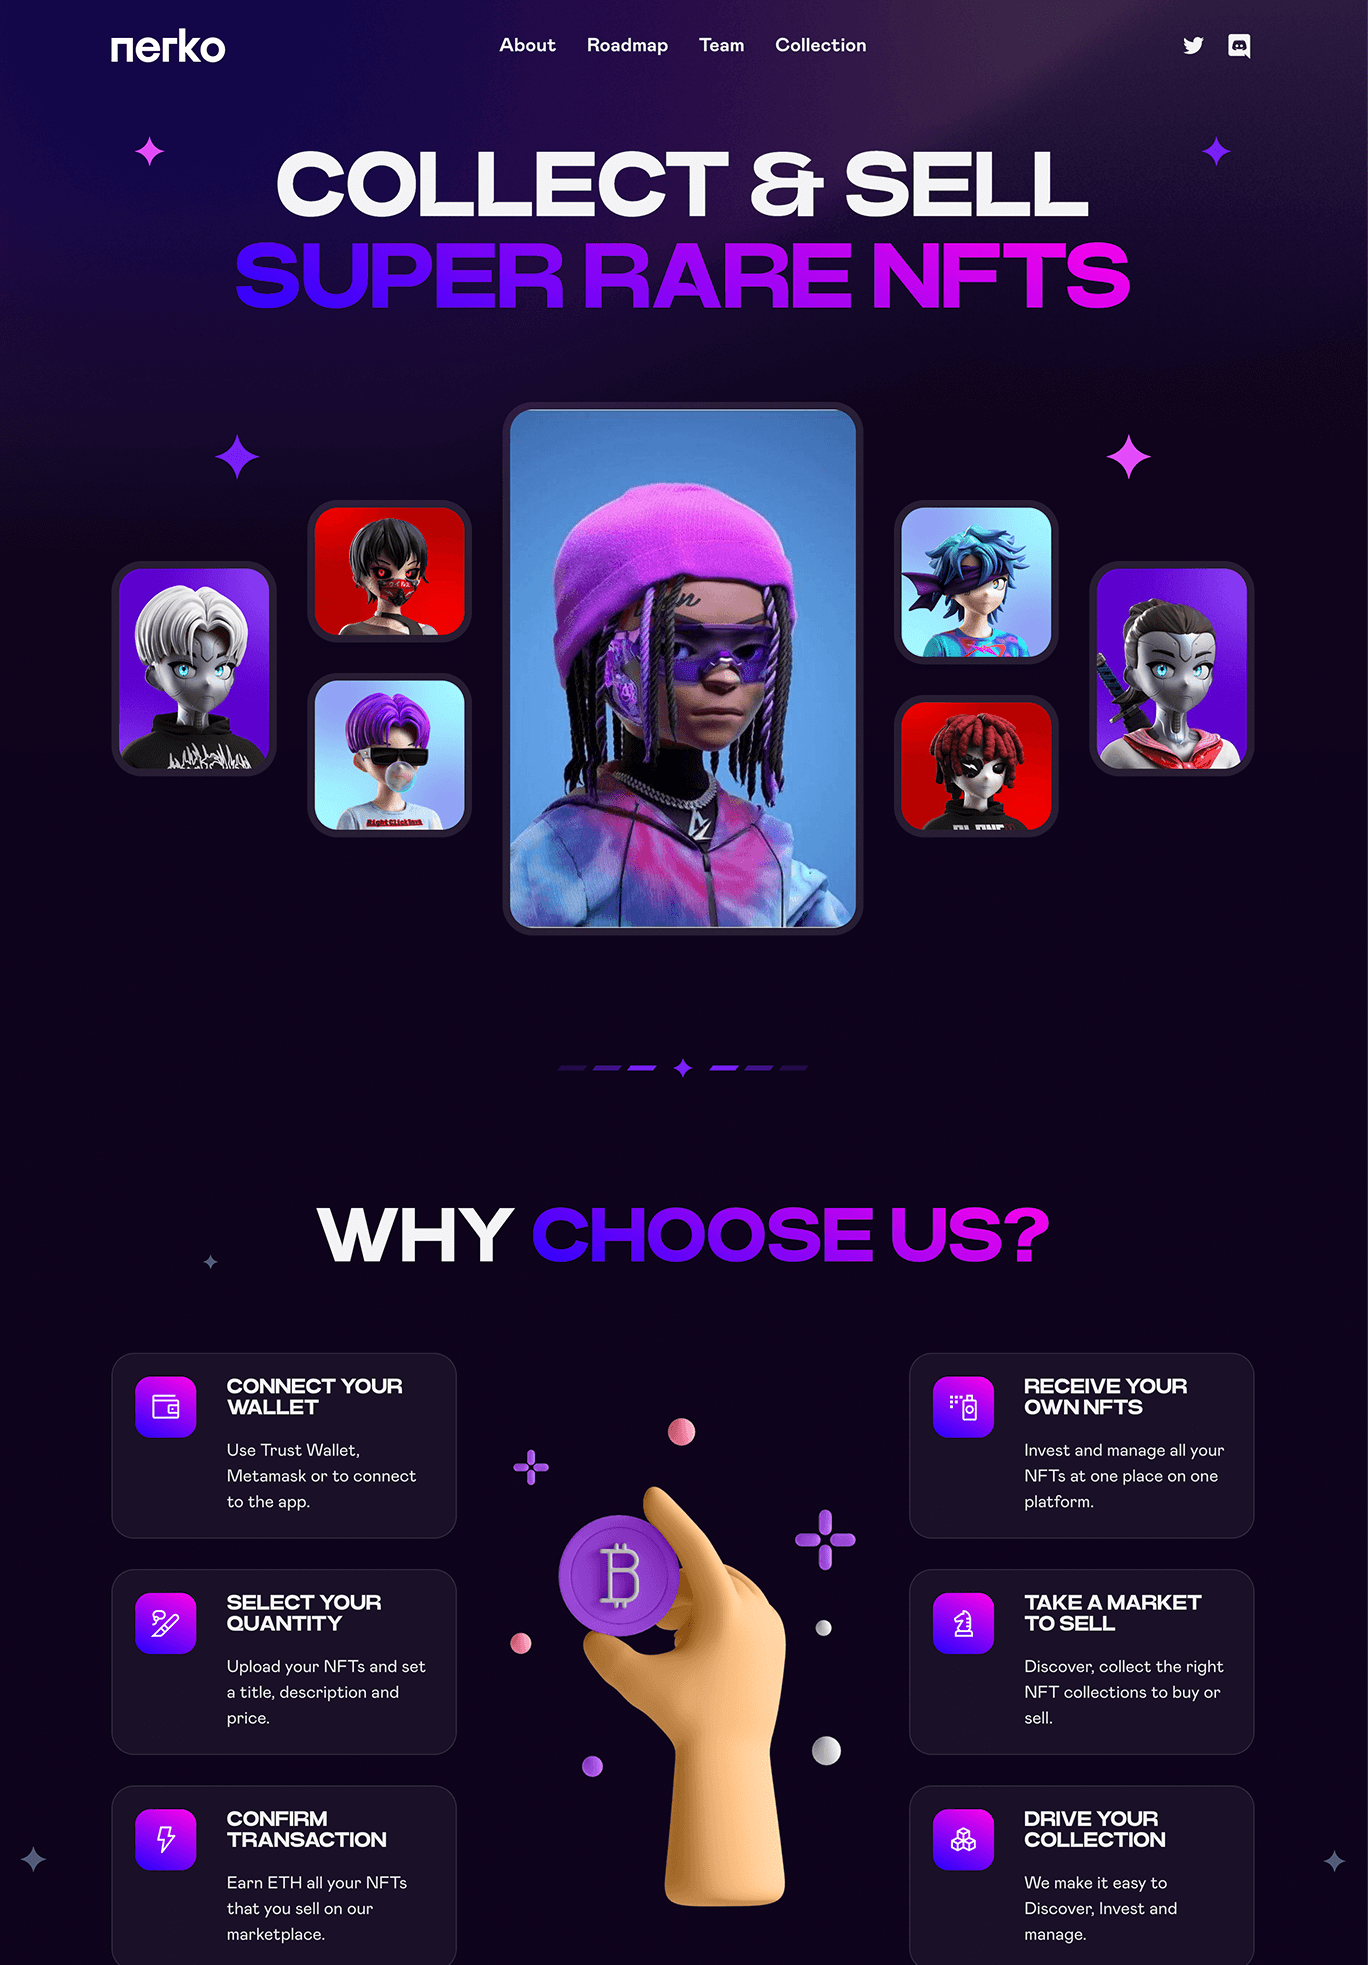 nerko
About Roadmap Team Collection
COLLECT & SELL
SUPER RARE NFTS
Right Click Save
WHY CHOOSE US?
CONNECT YOUR
WALLET
Use Trust Wallet,
Metamask or to connect
to the app.
RECEIVE YOUR
OWN NFTS
Invest and manage all your
NFTs at one place on one
platform.
SELECT YOUR
QUANTITY
Upload your NFTs and set
a title, description and
price.
TAKE A MARKET
TO SELL
Discover, collect the right
NFT collections to buy or
sell.
CONFIRM
TRANSACTION
Earn ETH all your NFTs
that you sell on our
marketplace.
DRIVE YOUR
COLLECTION
We make it easy to
Discover, Invest and
manage.